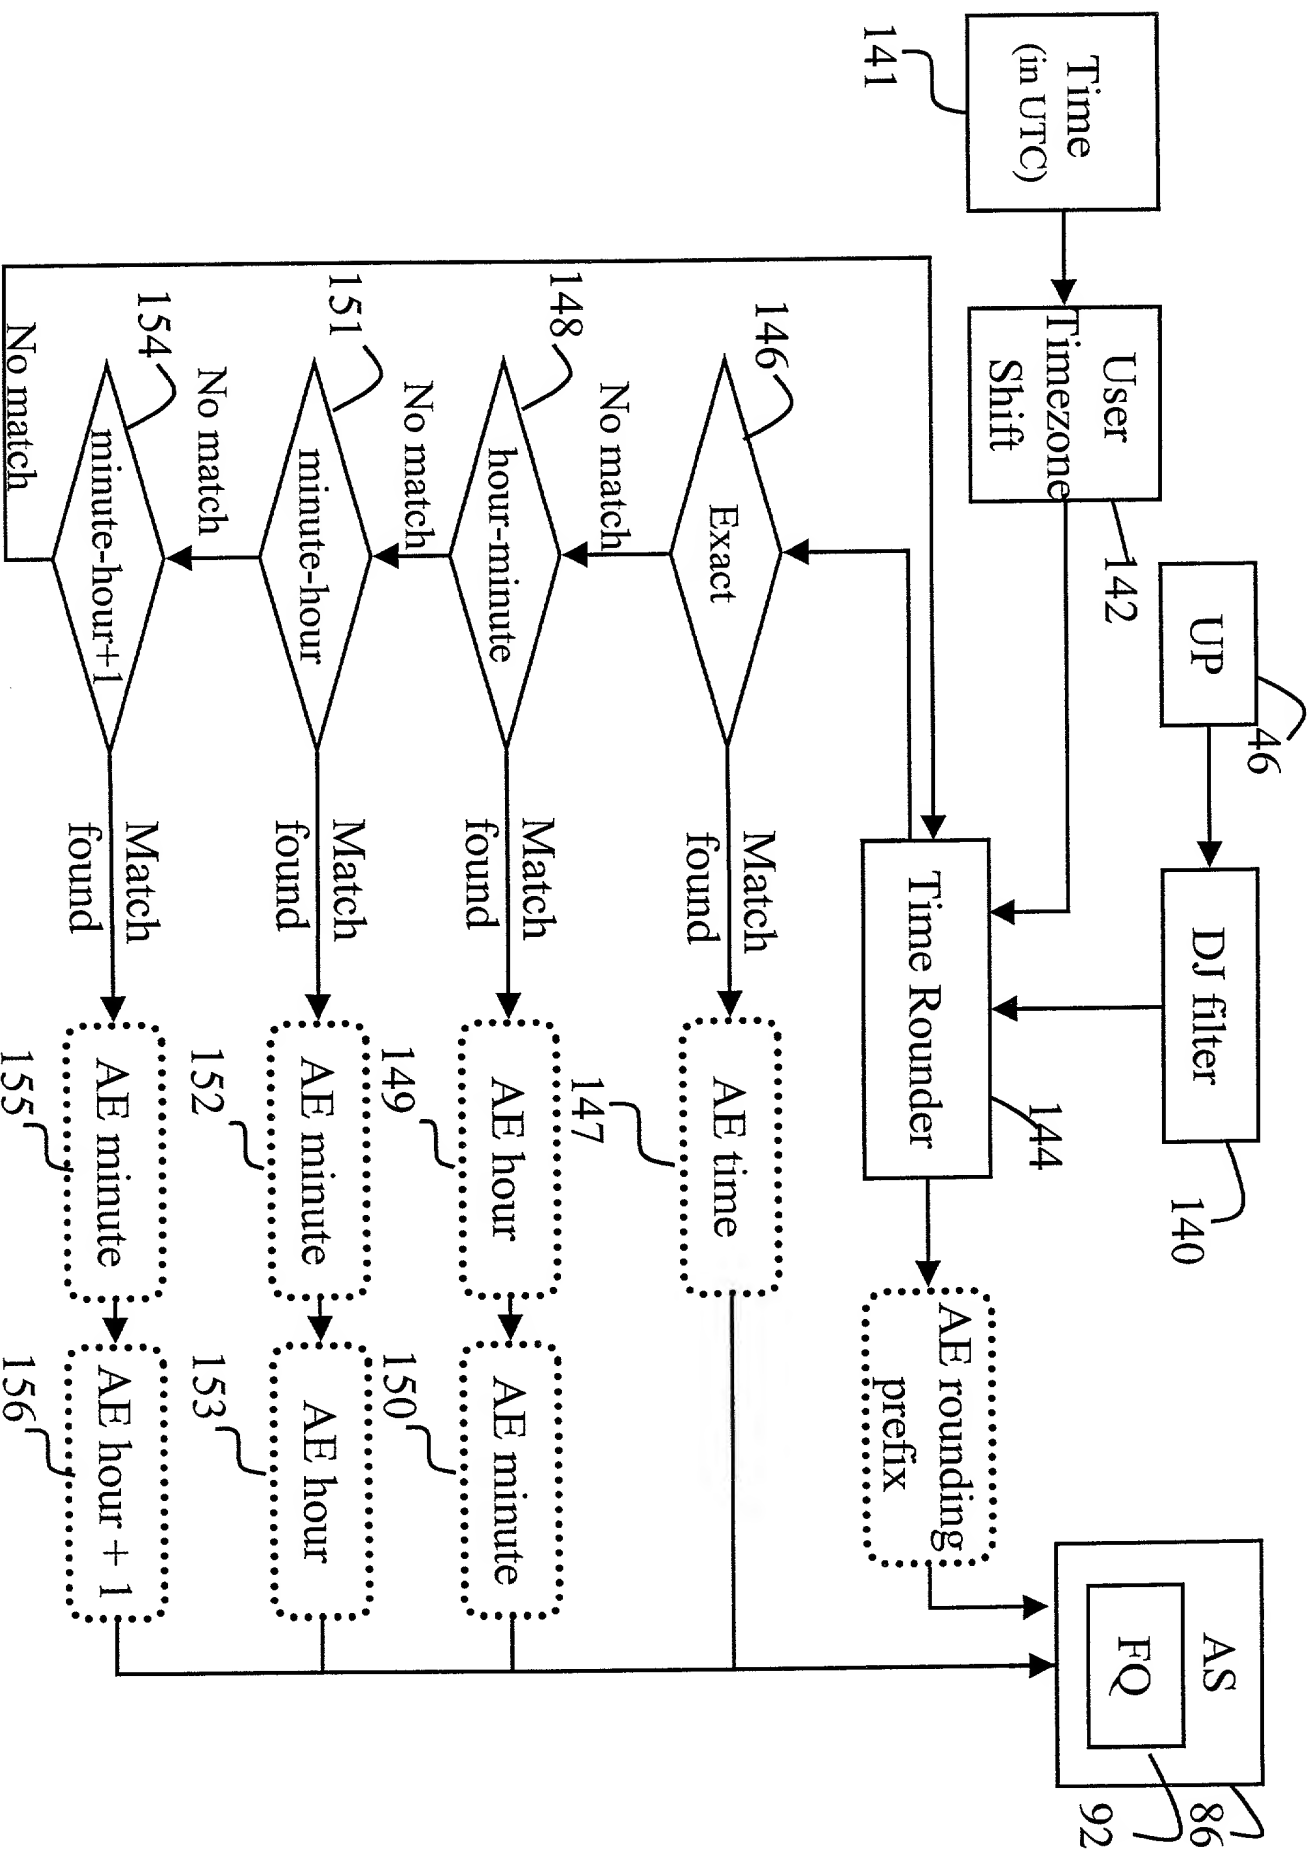 Time
(in UTC)
141
User
Timezone
Shift
142
UP
46
DJ filter
140
Time Rounder
144
AE rounding
prefix
AS
FQ
86
92
146
Exact
No match
Match
found
AE time
147
148
hour-minute
No match
Match
found
AE hour
149
AE minute
150
151
minute-hour
No match
Match
found
AE minute
152
AE hour
153
154
minute-hour+1
No match
Match
found
AE minute
155
AE hour + 1
156